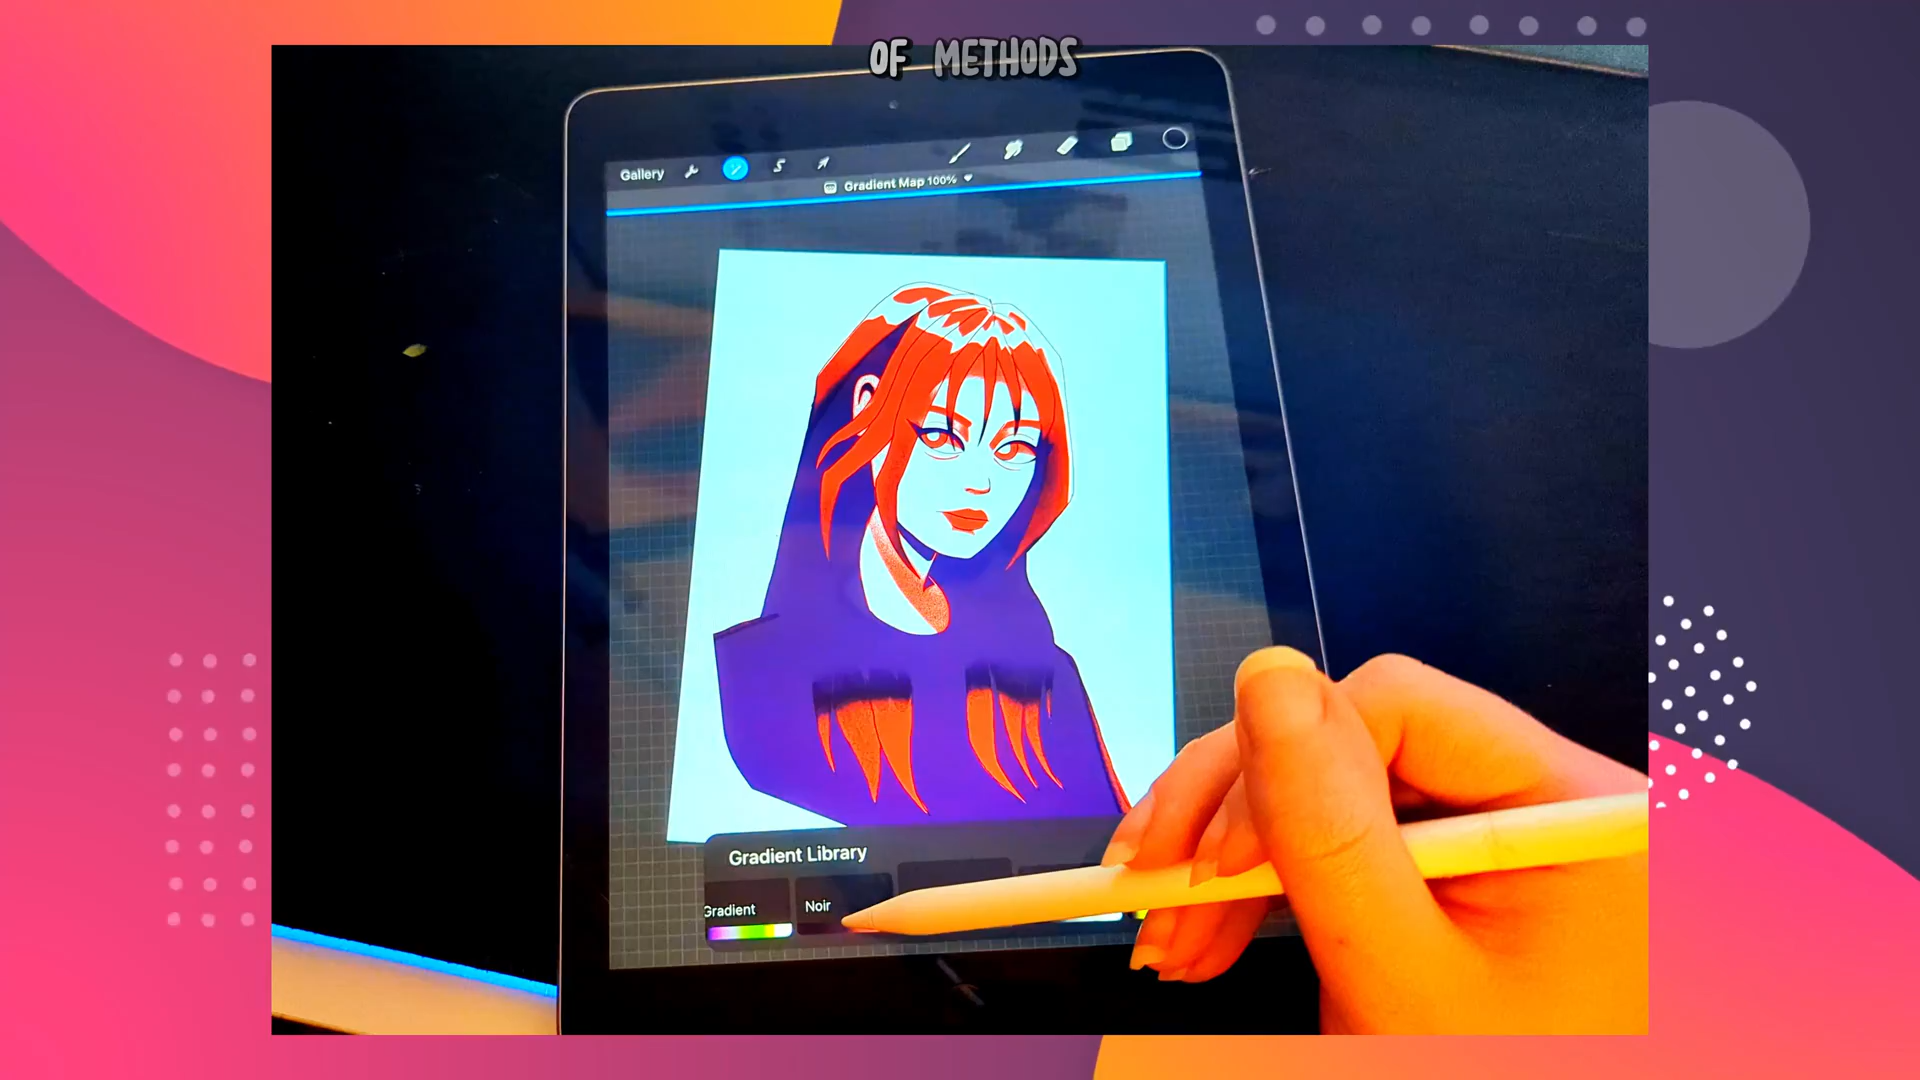 OF METHODS
Gallery
Gradient Map 100%
Gradient Library
Gradient
Noir